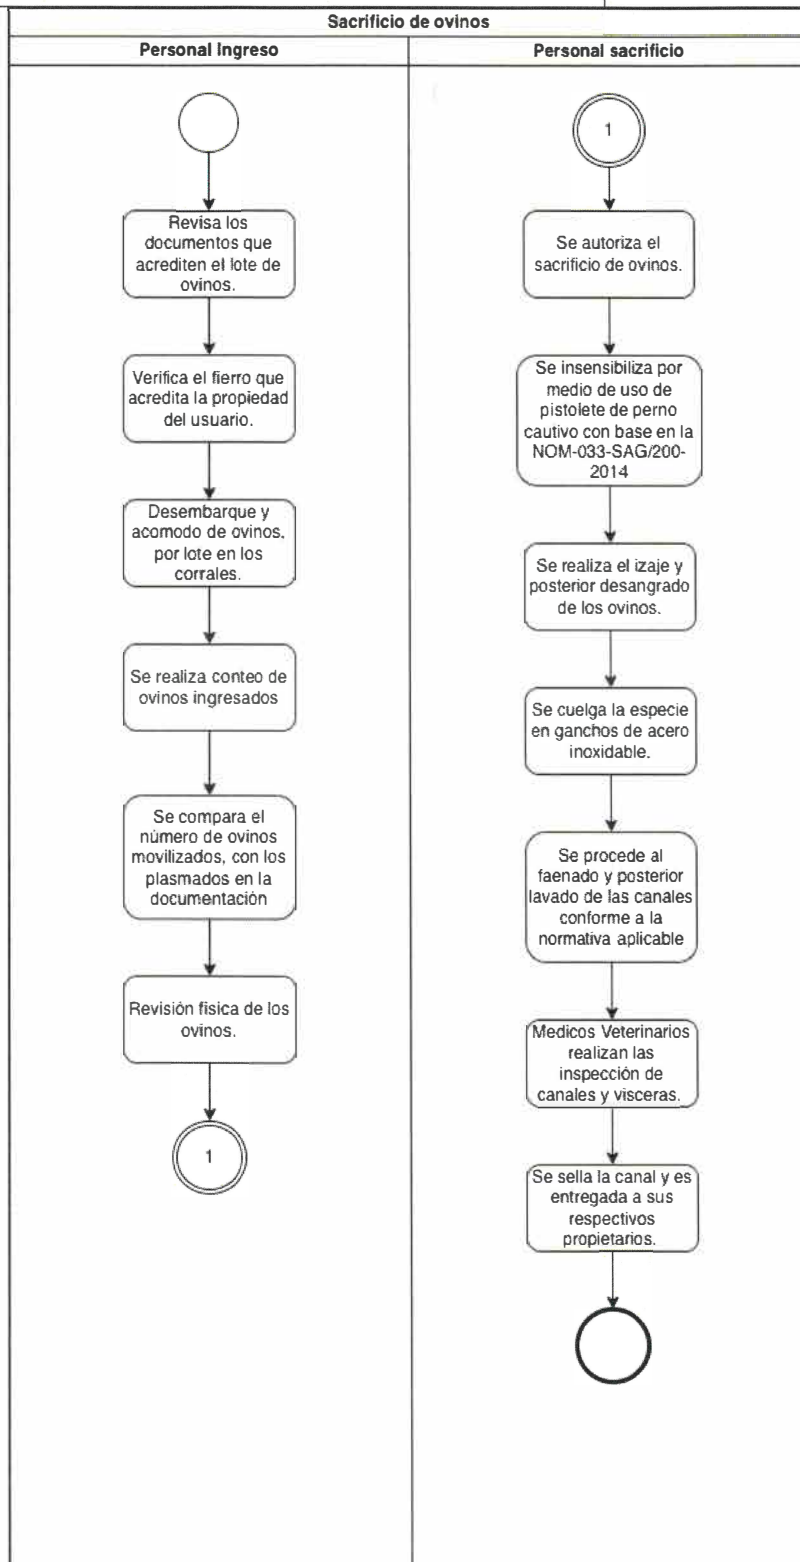 Sacrificio de ovinos
Personal Ingreso
Personal sacrificio
Revisa los
documentos que
acrediten el lote de
ovinos.
Verifica el fierro que
acredita la propiedad
del usuario.
Desembarque y
acomodo de ovinos,
por lote en los
corrales.
Se realiza conteo de
ovinos ingresados
Se compara el
número de ovinos
movilizados, con los
plasmados en la
documentación
Revisión física de los
ovinos.
1
1
Se autoriza el
sacrificio de ovinos.
Se insensibiliza por
medio de uso de
pistolete de perno
cautivo con base en la
NOM-033-SAG/200-
2014
Se realiza el izaje y
posterior desangrado
de los ovinos.
Se cuelga la especie
en ganchos de acero
inoxidable.
Se procede al
faenado y posterior
lavado de las canales
conforme a la
normativa aplicable
Medicos Veterinarios
realizan las
inspección de
canales y visceras.
Se sella la canal y es
entregada a sus
respectivos
propietarios.